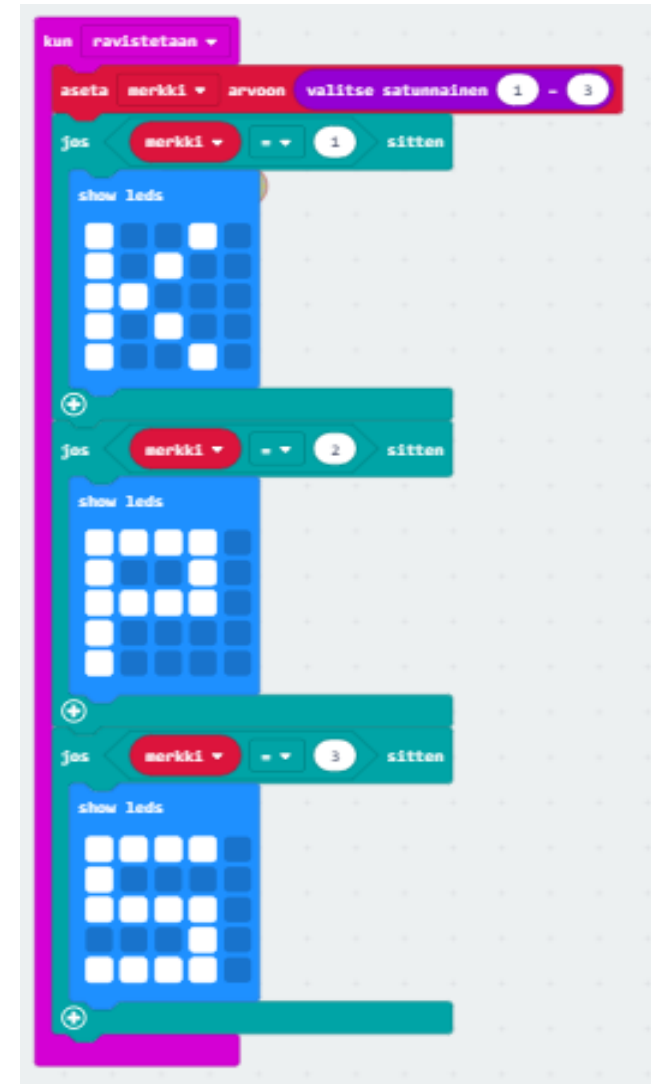 kun ravistetaan
aseta merkki arvoon valitse satunnainen 1 - 3
jos merkki = 1 sitten
show leds
jos merkki = 2 sitten
show leds
jos merkki = 3 sitten
show leds